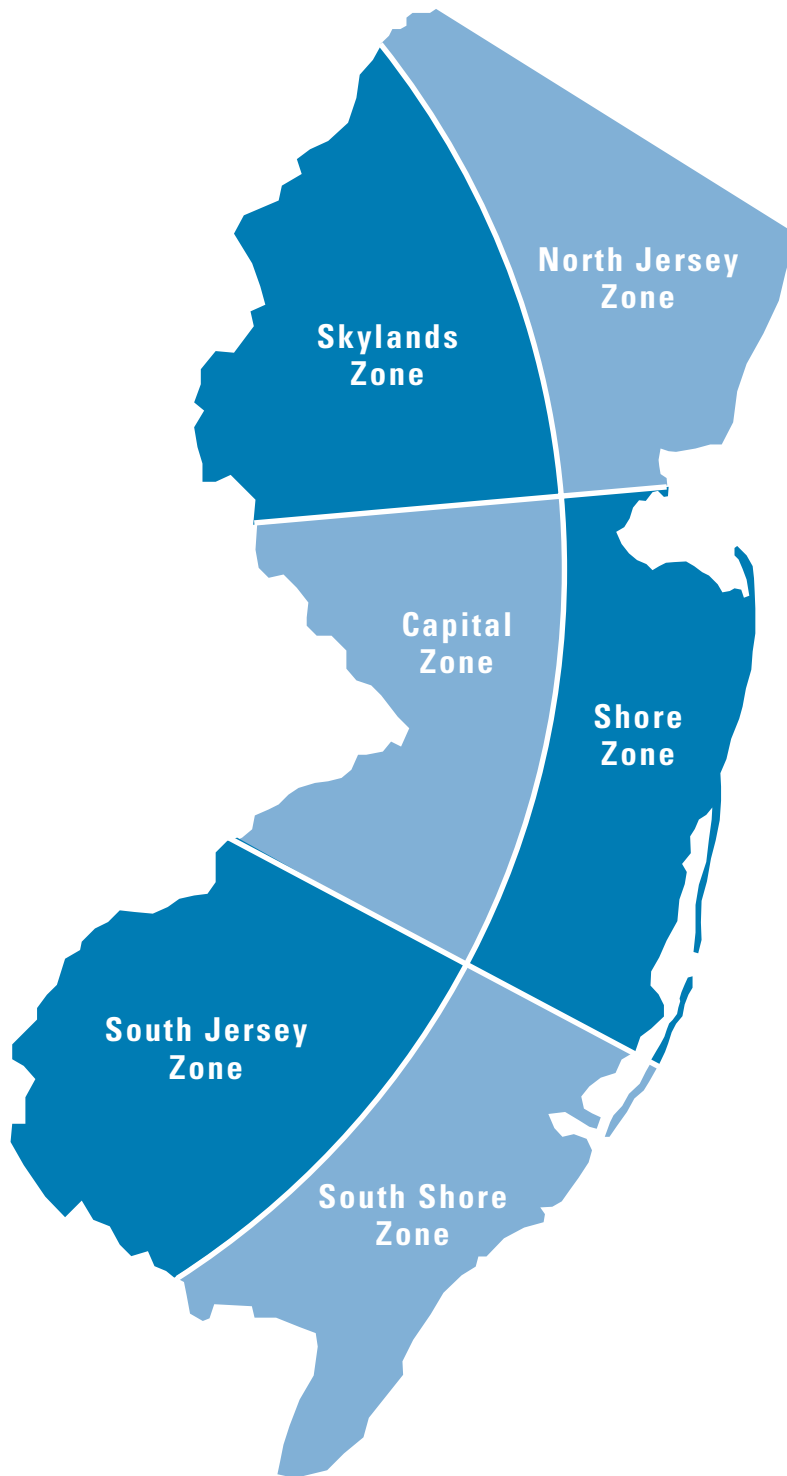 North Jersey
Zone
Skylands
Zone
Capital
Zone
Shore
Zone
South Jersey
Zone
South Shore
Zone